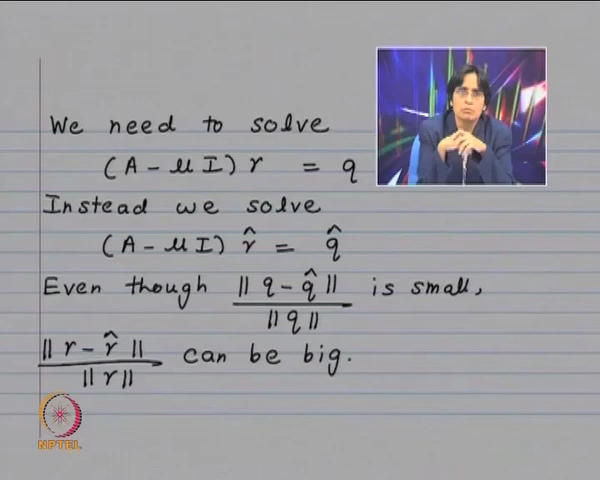 We need to solve
(A - μI) r = q
Instead we solve
(A - μI) r̂ = q̂
Even though || q - q̂ || / || q || is small,
|| r - r̂ || / || r || can be big.
NPTEL